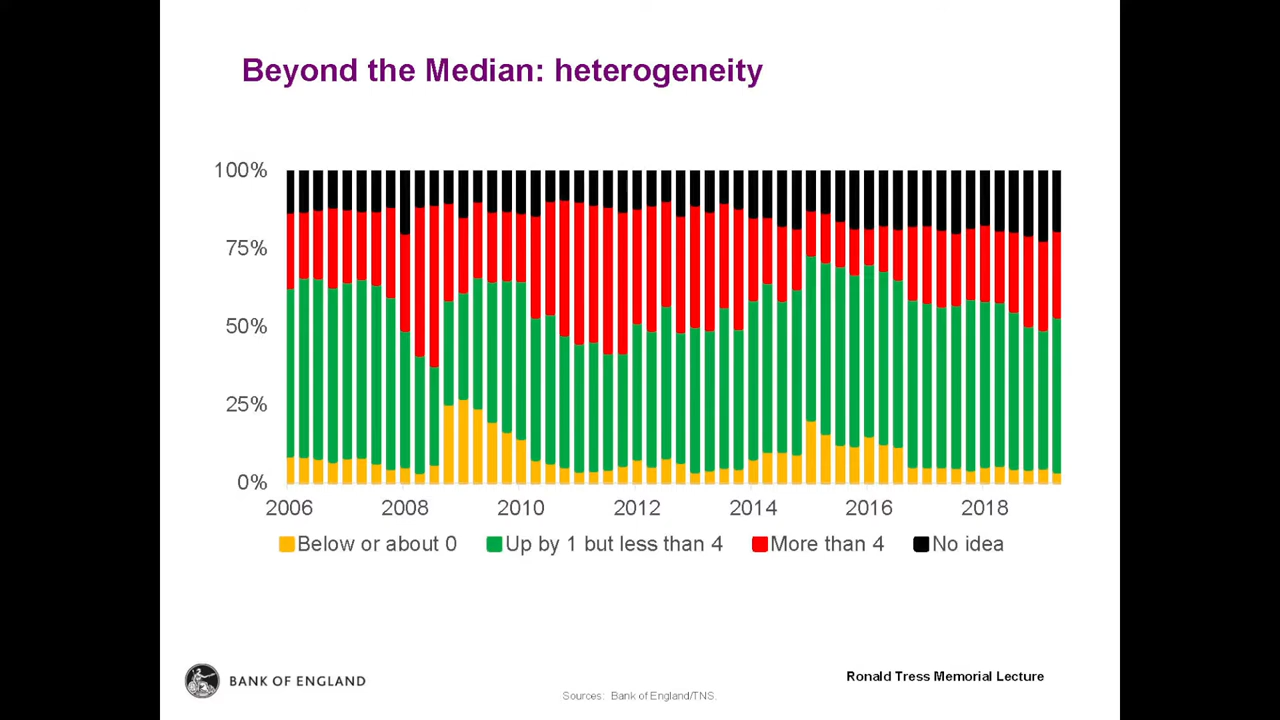 Beyond the Median: heterogeneity
100%
75%
50%
25%
0%
2006 2008 2010 2012 2014 2016 2018
Below or about 0 Up by 1 but less than 4 More than 4 No idea
BANK OF ENGLAND
Ronald Tress Memorial Lecture
Sources: Bank of England/TNS.